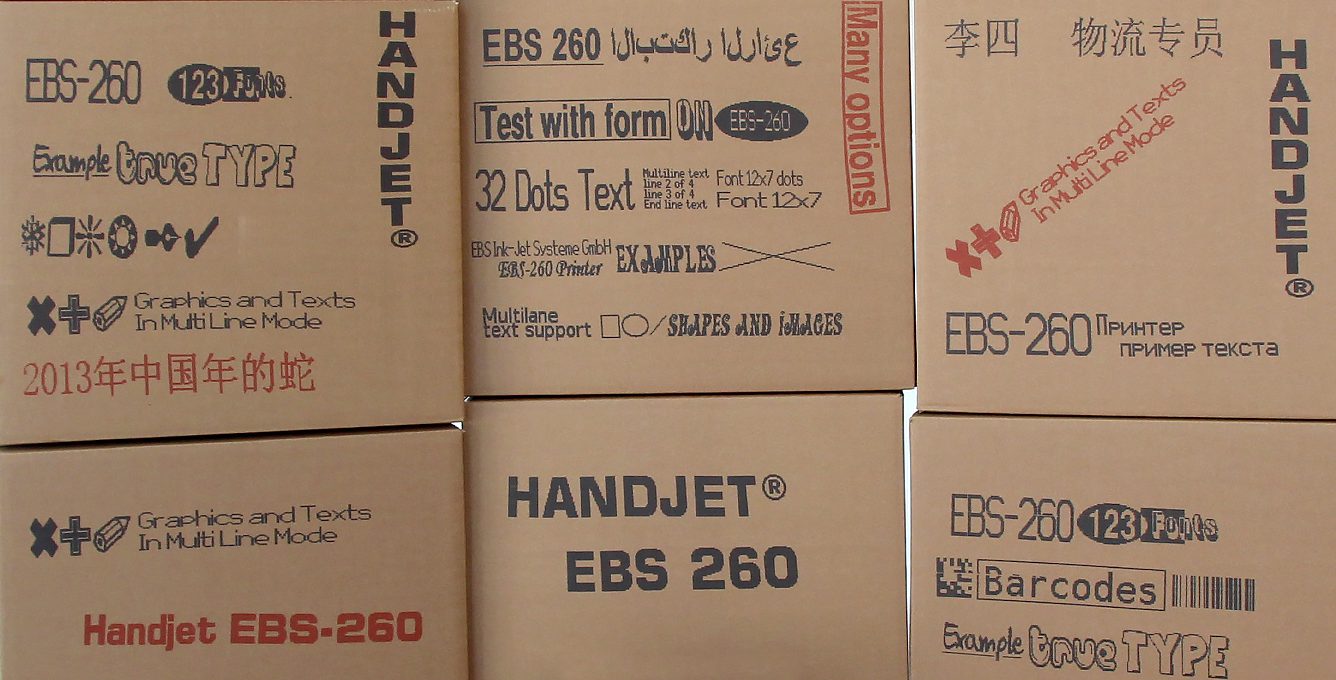 EBS-260 123 Fonts
HANDJET®
Example true TYPE
Graphics and Texts
In Multi Line Mode
2013年中国年的蛇
EBS 260 الابتكار الرائع
Many options
Test with form ON EBS-260
32 Dots Text
Multiline text
line 2 of 4
line 3 of 4
End line text
Font 12x7 dots
Font 12x7
EBS Ink-Jet Systeme GmbH
EBS-260 Printer
EXAMPLES
Multilane
text support
SHAPES AND iMAGES
李四 物流专员
HANDJET®
Graphics and Texts
In Multi Line Mode
EBS-260
Принтер
пример текста
Graphics and Texts
In Multi Line Mode
Handjet EBS-260
HANDJET®
EBS 260
EBS-260 123 Fonts
Barcodes
Example true TYPE